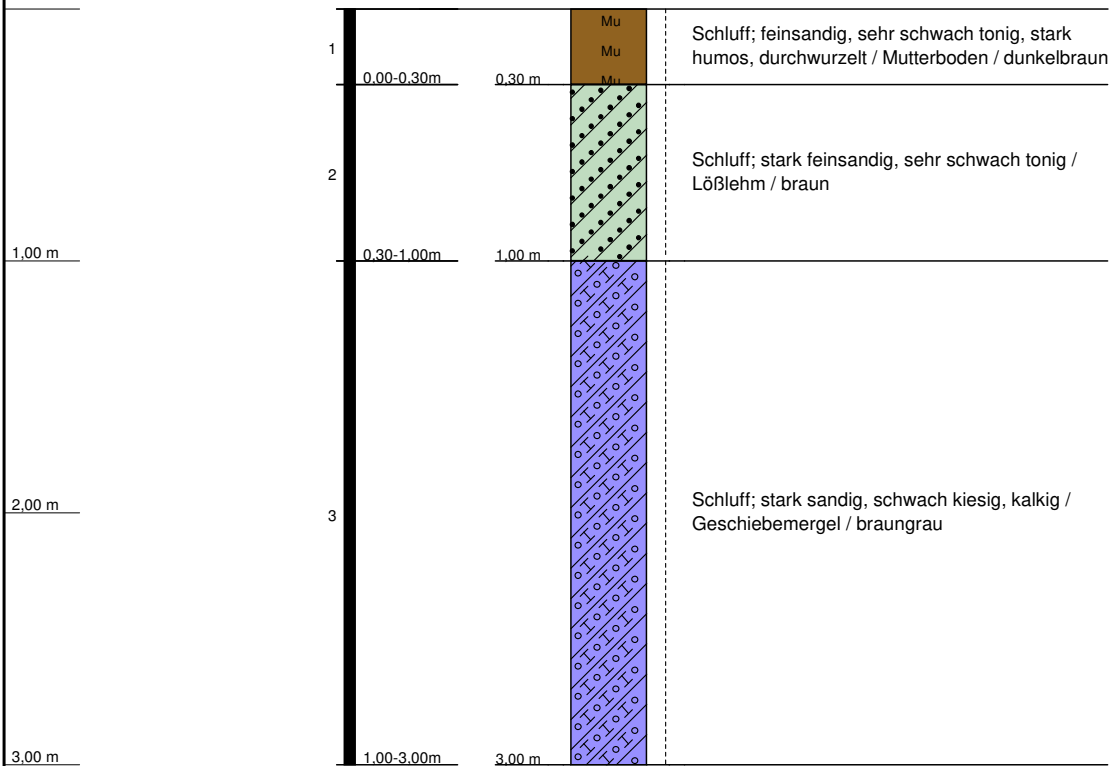 Mu
1
Mu
Schluff; feinsandig, sehr schwach tonig, stark
humos, durchwurzelt / Mutterboden / dunkelbraun
0.00-0.30m
0,30 m
Mu
2
Schluff; stark feinsandig, sehr schwach tonig /
Lößlehm / braun
1,00 m
0.30-1.00m
1,00 m
2,00 m
3
Schluff; stark sandig, schwach kiesig, kalkig /
Geschiebemergel / braungrau
3,00 m
1.00-3.00m
3,00 m